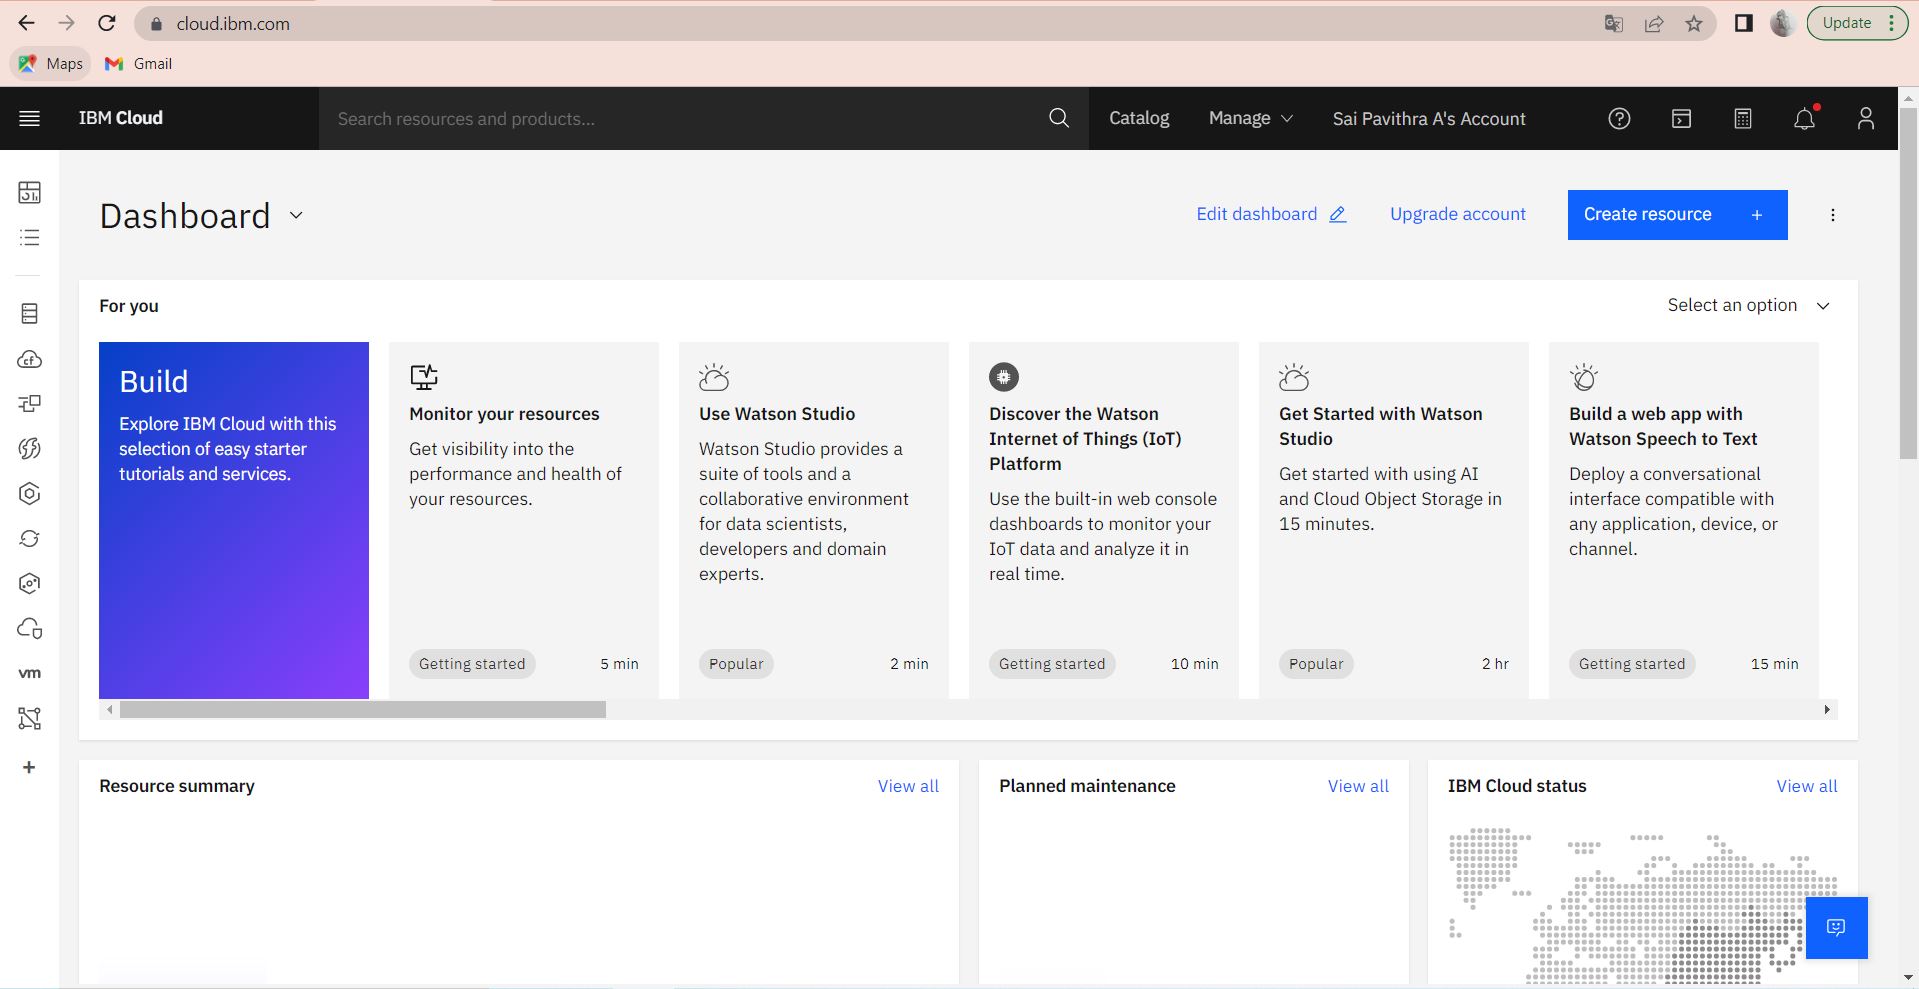 cloud.ibm.com
Update
Maps
Gmail
IBM Cloud
Search resources and products...
Catalog
Manage
Sai Pavithra A's Account
Dashboard
Edit dashboard
Upgrade account
Create resource +
For you
Select an option
Build
Explore IBM Cloud with this
selection of easy starter
tutorials and services.
Monitor your resources
Get visibility into the
performance and health of
your resources.
Getting started
5 min
Use Watson Studio
Watson Studio provides a
suite of tools and a
collaborative environment
for data scientists,
developers and domain
experts.
Popular
2 min
Discover the Watson
Internet of Things (IoT)
Platform
Use the built-in web console
dashboards to monitor your
IoT data and analyze it in
real time.
Getting started
10 min
Get Started with Watson
Studio
Get started with using AI
and Cloud Object Storage in
15 minutes.
Popular
2 hr
Build a web app with
Watson Speech to Text
Deploy a conversational
interface compatible with
any application, device, or
channel.
Getting started
15 min
cf
vm
Resource summary
View all
Planned maintenance
View all
IBM Cloud status
View all